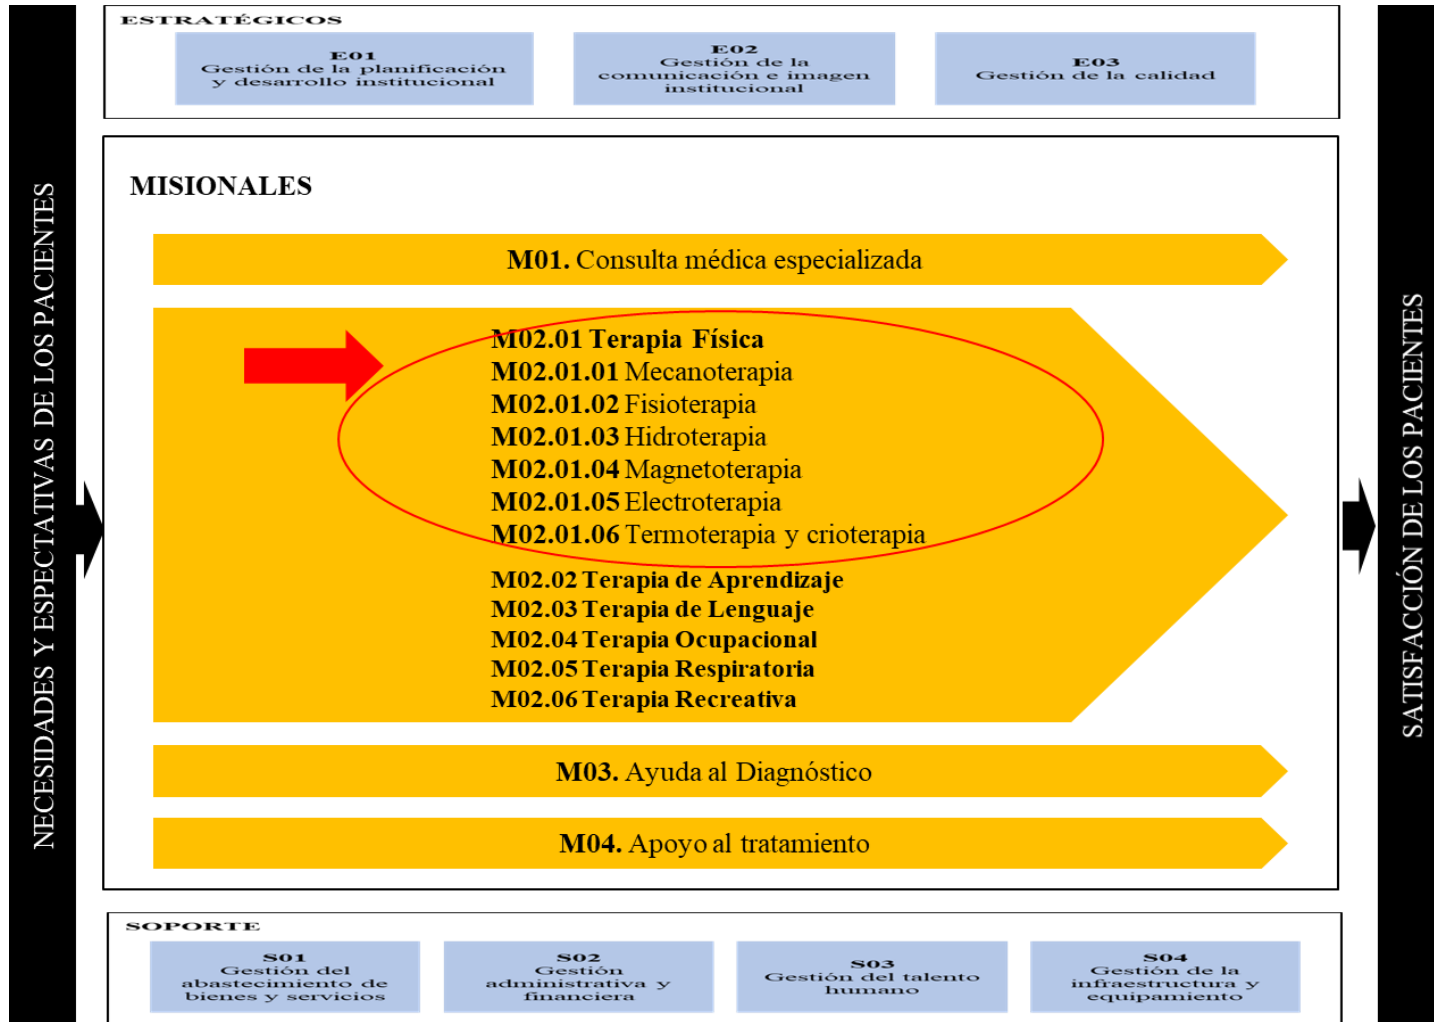 ESTRATÉGICOS
E01
Gestión de la planificación
y desarrollo institucional
E02
Gestión de la
comunicación e imagen
institucional
E03
Gestión de la calidad
NECESIDADES Y ESPECTATIVAS DE LOS PACIENTES
MISIONALES
M01. Consulta médica especializada
M02.01 Terapia Física
M02.01.01 Mecanoterapia
M02.01.02 Fisioterapia
M02.01.03 Hidroterapia
M02.01.04 Magnetoterapia
M02.01.05 Electroterapia
M02.01.06 Termoterapia y crioterapia
M02.02 Terapia de Aprendizaje
M02.03 Terapia de Lenguaje
M02.04 Terapia Ocupacional
M02.05 Terapia Respiratoria
M02.06 Terapia Recreativa
M03. Ayuda al Diagnóstico
M04. Apoyo al tratamiento
SATISFACCIÓN DE LOS PACIENTES
SOPORTE
S01
Gestión del
abastecimiento de
bienes y servicios
S02
Gestión
administrativa y
financiera
S03
Gestión del talento
humano
S04
Gestión de la
infraestructura y
equipamiento